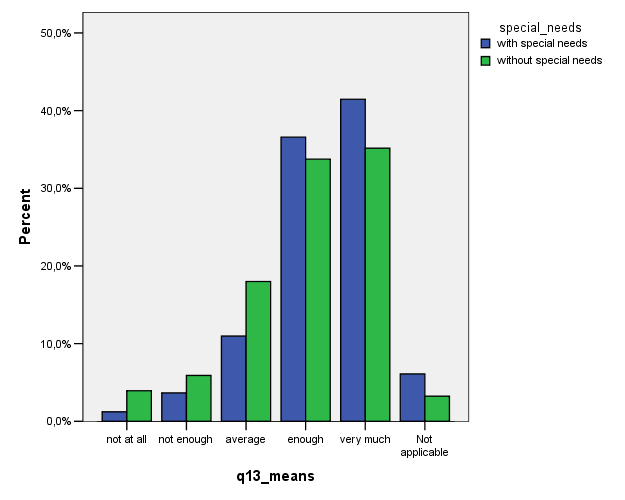 special_needs
with special needs
without special needs
50,0%
40,0%
30,0%
20,0%
10,0%
0,0%
Percent
not at all
not enough
average
enough
very much
Not
applicable
q13_means